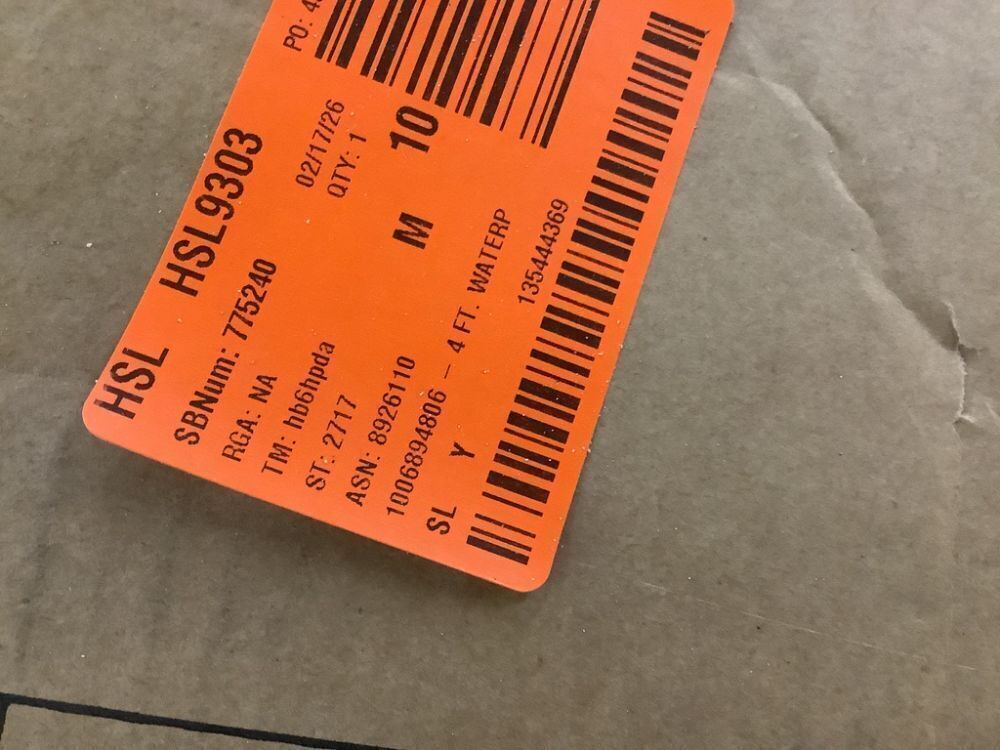 HSL HSL9303
SBNum: 775240
RGA: NA 02/17/26
TM: hb6hpda QTY: 1
ST: 2717
ASN: 8926110 M 10
1006894806 - 4 FT. WATERP
SL Y
135444369
PO: